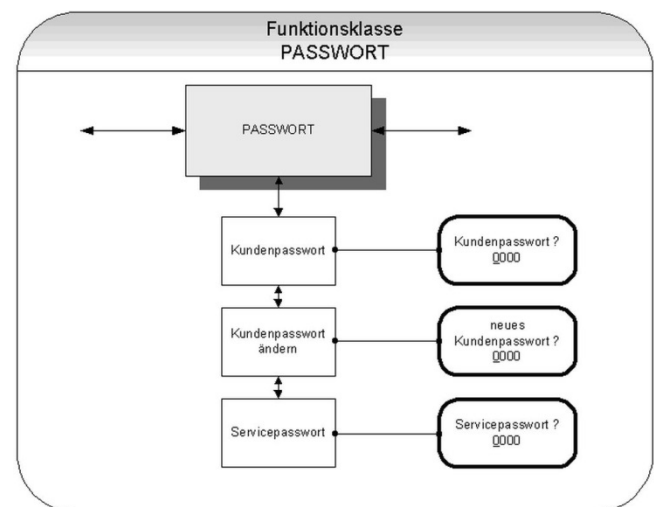 Funktionsklasse
PASSWORT
PASSWORT
Kundenpasswort
Kundenpasswort ?
0000
Kundenpasswort
ändern
neues
Kundenpasswort ?
0000
Servicepasswort
Servicepasswort ?
0000